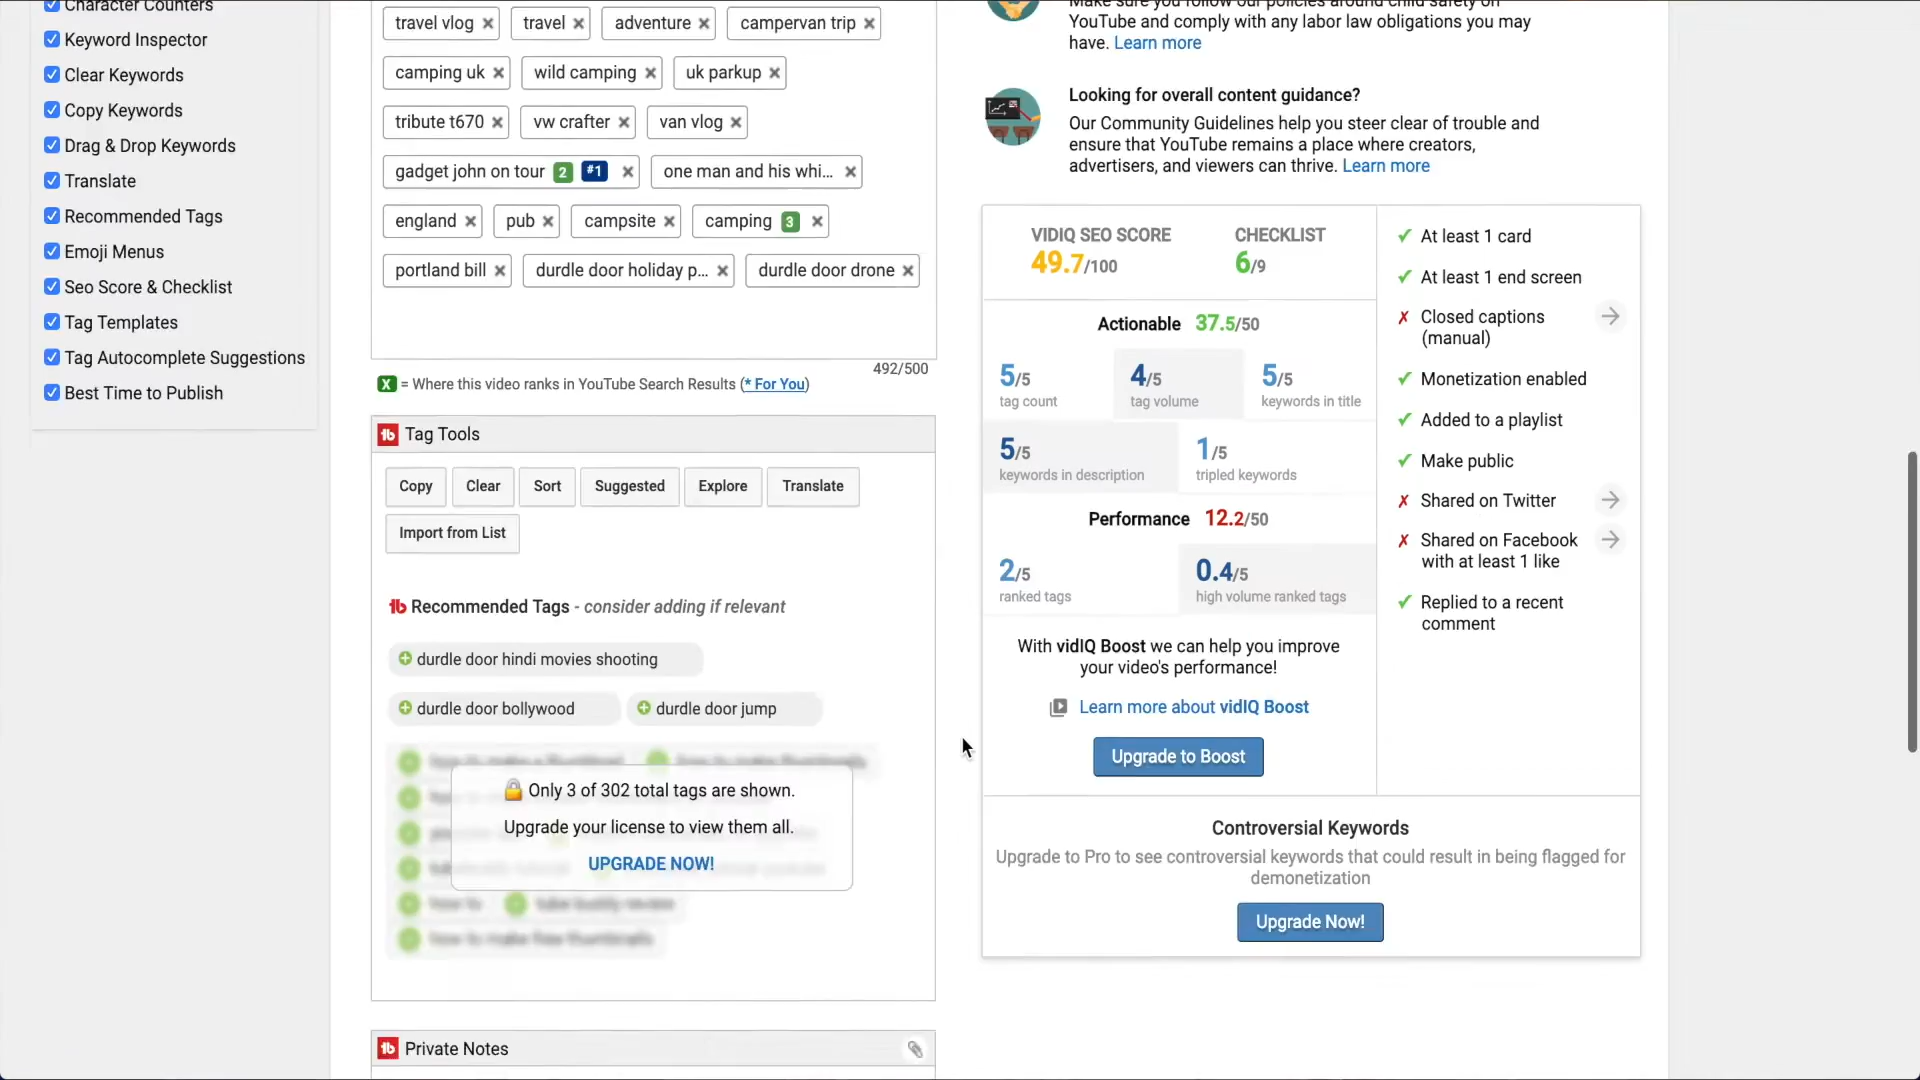 Character Counters
Keyword Inspector
Clear Keywords
Copy Keywords
Drag & Drop Keywords
Translate
Recommended Tags
Emoji Menus
Seo Score & Checklist
Tag Templates
Tag Autocomplete Suggestions
Best Time to Publish
travel vlog × travel × adventure × campervan trip ×
camping uk × wild camping × uk parkup ×
tribute t670 × vw crafter × van vlog ×
gadget john on tour 2 #1 × one man and his whi... ×
england × pub × campsite × camping 3 ×
portland bill × durdle door holiday p... × durdle door drone ×
492/500
X = Where this video ranks in YouTube Search Results (* For You)
tb Tag Tools
Copy Clear Sort Suggested Explore Translate
Import from List
tb Recommended Tags - consider adding if relevant
durdle door hindi movies shooting
durdle door bollywood durdle door jump
Only 3 of 302 total tags are shown.
Upgrade your license to view them all.
UPGRADE NOW!
tb Private Notes
Make sure you follow our policies around child safety on
YouTube and comply with any labor law obligations you may
have. Learn more
Looking for overall content guidance?
Our Community Guidelines help you steer clear of trouble and
ensure that YouTube remains a place where creators,
advertisers, and viewers can thrive. Learn more
VIDIQ SEO SCORE CHECKLIST
49.7/100 6/9
Actionable 37.5/50
5/5 4/5 5/5
tag count tag volume keywords in title
5/5 1/5
keywords in description tripled keywords
Performance 12.2/50
2/5 0.4/5
ranked tags high volume ranked tags
With vidIQ Boost we can help you improve
your video's performance!
Learn more about vidIQ Boost
Upgrade to Boost
✓ At least 1 card
✓ At least 1 end screen
✗ Closed captions
(manual)
✓ Monetization enabled
✓ Added to a playlist
✓ Make public
✗ Shared on Twitter
✗ Shared on Facebook
with at least 1 like
✓ Replied to a recent
comment
Controversial Keywords
Upgrade to Pro to see controversial keywords that could result in being flagged for
demonetization
Upgrade Now!